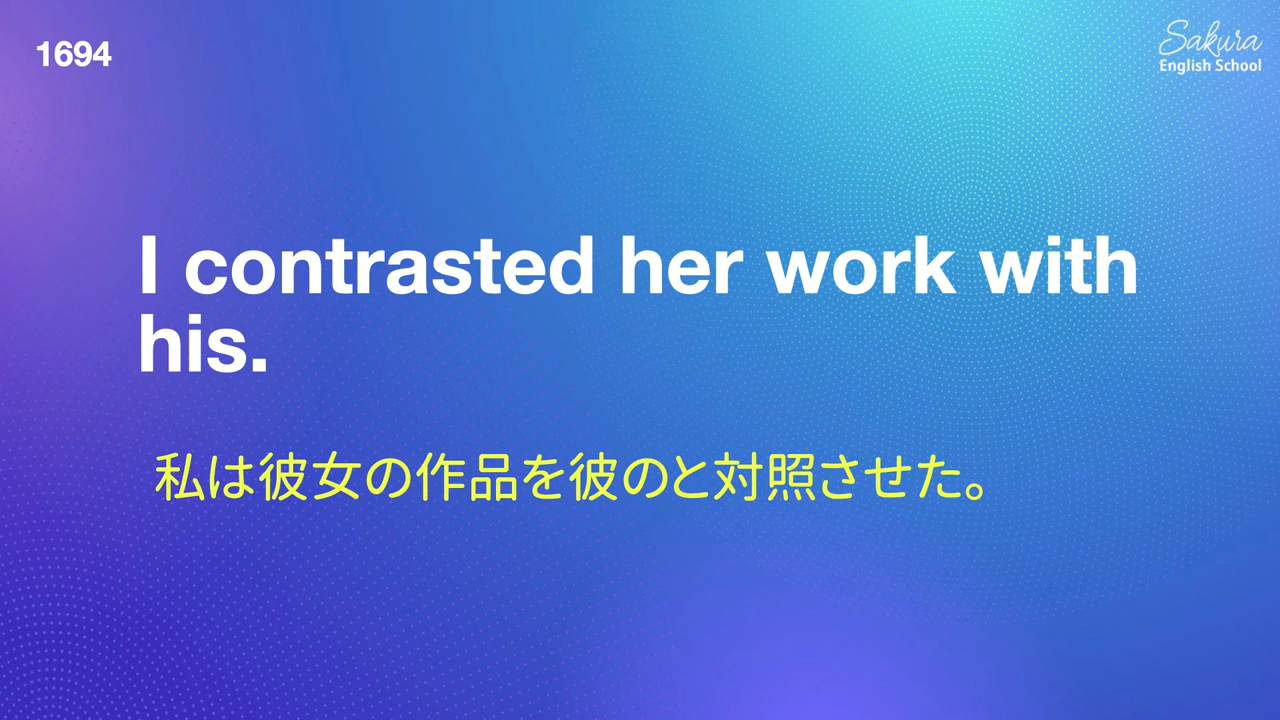 1694
Sakura
English School
I contrasted her work with
his.
私は彼女の作品を彼のと対照させた。